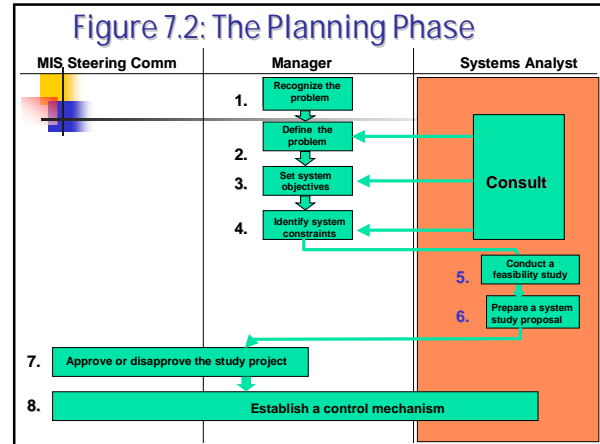 Figure 7.2: The Planning Phase
MIS Steering Comm
Manager
Systems Analyst
1.
Recognize the
problem
2.
Define the
problem
3.
Set system
objectives
4.
Identify system
constraints
Consult
5.
Conduct a
feasibility study
6.
Prepare a system
study proposal
7.
Approve or disapprove the study project
8.
Establish a control mechanism